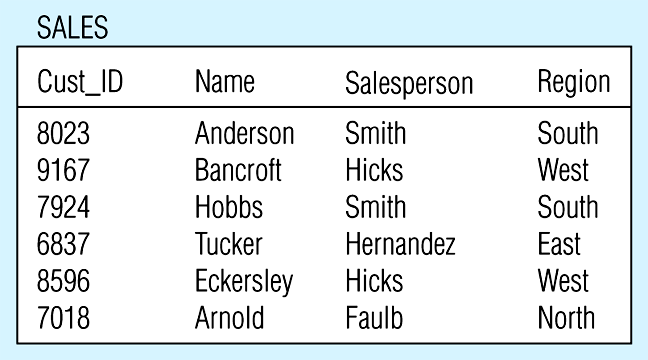 SALES
Cust_ID Name Salesperson Region
8023 Anderson Smith South
9167 Bancroft Hicks West
7924 Hobbs Smith South
6837 Tucker Hernandez East
8596 Eckersley Hicks West
7018 Arnold Faulb North